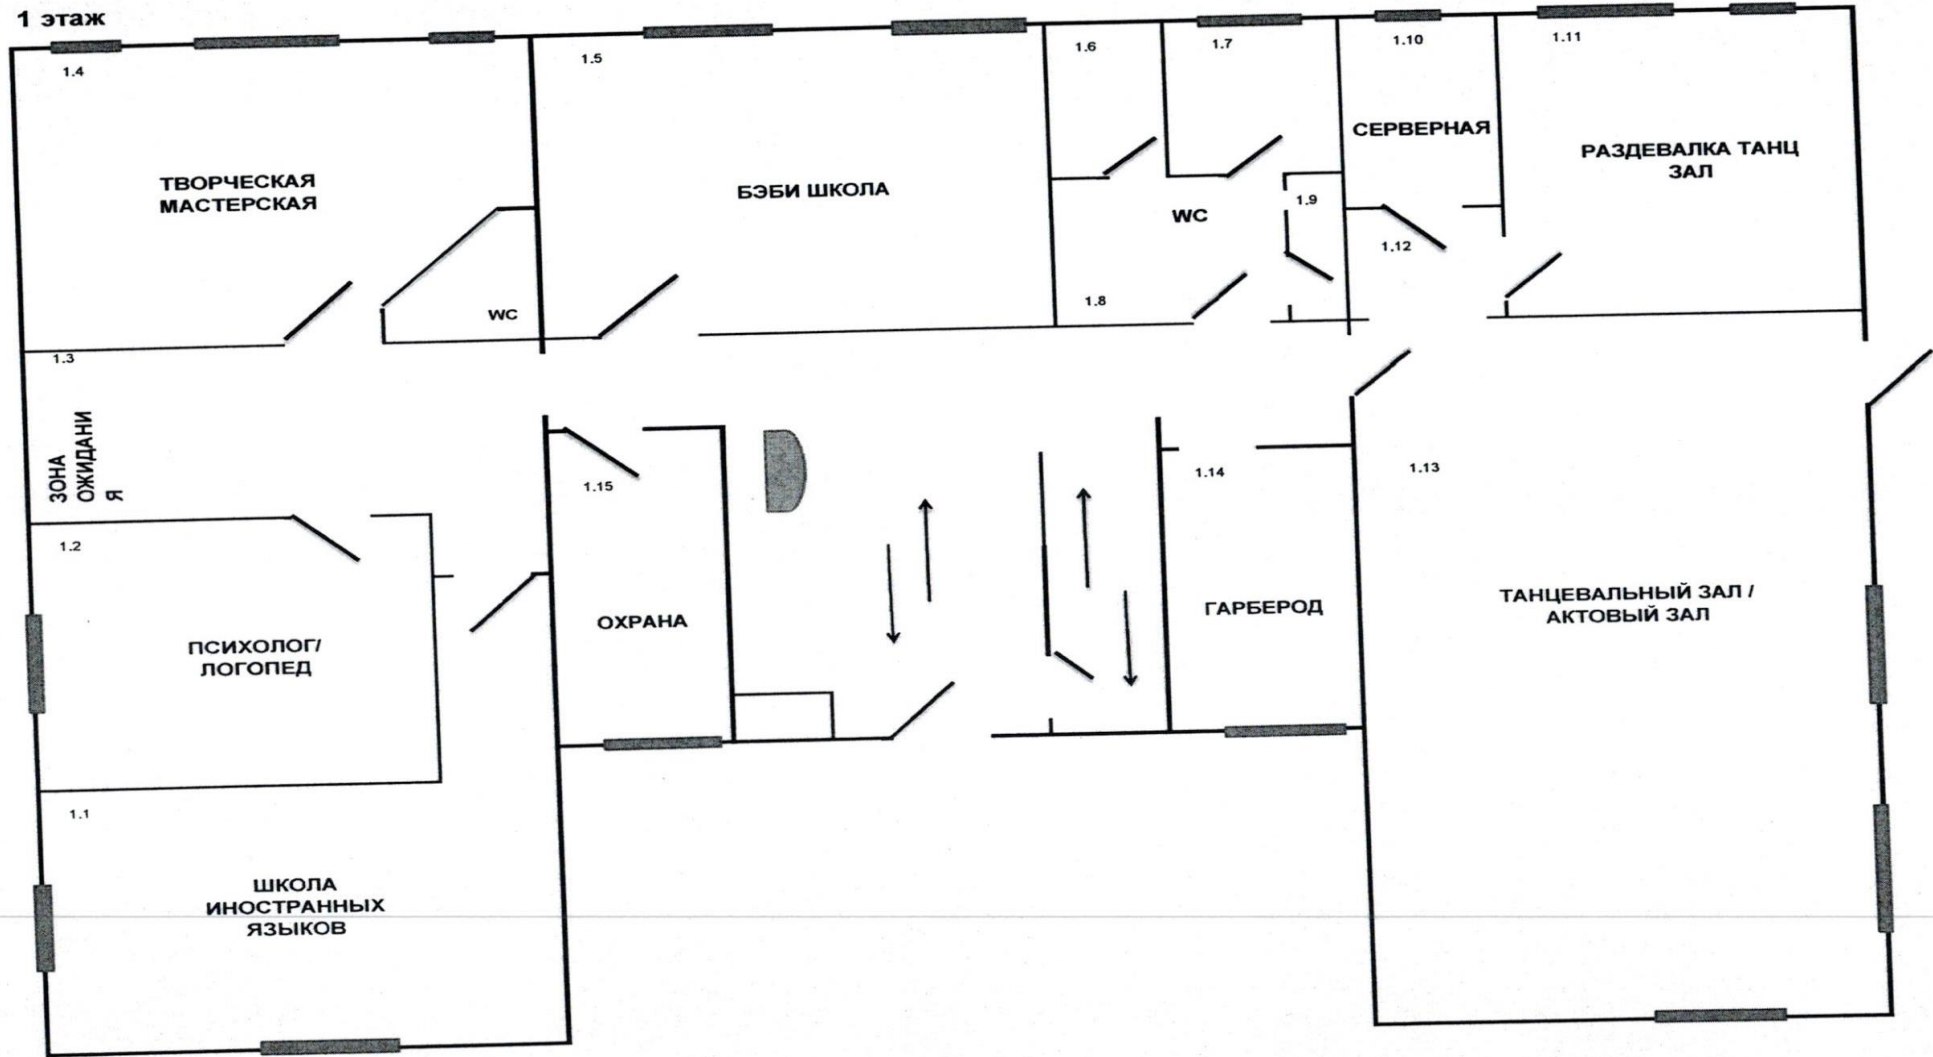 1 этаж
1.4
ТВОРЧЕСКАЯ
МАСТЕРСКАЯ
WC
1.5
БЭБИ ШКОЛА
1.6
1.7
WC
1.8
1.9
1.10
СЕРВЕРНАЯ
1.12
1.11
РАЗДЕВАЛКА ТАНЦ
ЗАЛ
1.3
ЗОНА
ОЖИДАНИ
Я
1.2
ПСИХОЛОГ/
ЛОГОПЕД
1.1
ШКОЛА
ИНОСТРАННЫХ
ЯЗЫКОВ
1.15
ОХРАНА
1.14
ГАРБЕРОД
1.13
ТАНЦЕВАЛЬНЫЙ ЗАЛ /
АКТОВЫЙ ЗАЛ